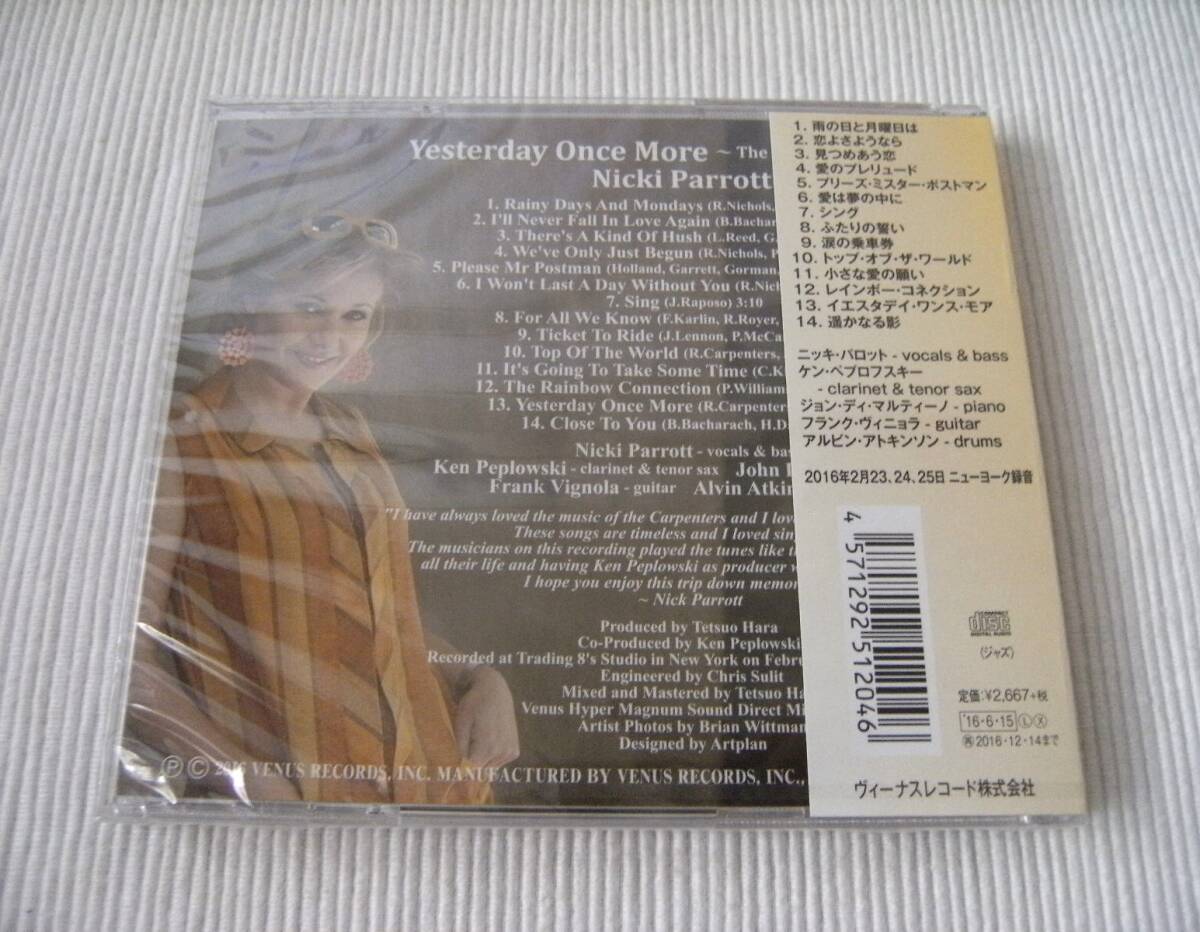 Yesterday Once More ~ The
Nicki Parrott
1. Rainy Days And Mondays (R.Nichols,
2. I'll Never Fall In Love Again (B.Bachar
3. There's A Kind Of Hush (L.Reed, G.
4. We've Only Just Begun (R.Nichols, P
5. Please Mr Postman (Holland, Garrett, Gorman,
6. I Won't Last A Day Without You (R.Nich
7. Sing (J.Raposo) 3:10
8. For All We Know (F.Karlin, R.Royer,
9. Ticket To Ride (J.Lennon, P.McCa
10. Top Of The World (R.Carpenters,
11. It's Going To Take Some Time (C.K
12. The Rainbow Connection (P.William
13. Yesterday Once More (R.Carpenters
14. Close To You (B.Bacharach, H.D
Nicki Parrott - vocals & bas
Ken Peplowski - clarinet & tenor sax John
Frank Vignola - guitar Alvin Atkin
"I have always loved the music of the Carpenters and I lov
These songs are timeless and I loved sin
The musicians on this recording played the tunes like t
all their life and having Ken Peplowski as producer w
I hope you enjoy this trip down memor
~ Nick Parrott
Produced by Tetsuo Hara
Co-Produced by Ken Peplowski
Recorded at Trading 8's Studio in New York on Febru
Engineered by Chris Sulit
Mixed and Mastered by Tetsuo Ha
Venus Hyper Magnum Sound Direct Mi
Artist Photos by Brian Wittman
Designed by Artplan
Ⓟ © 2016 VENUS RECORDS, INC. MANUFACTURED BY VENUS RECORDS, INC.,
1. 雨の日と月曜日は
2. 恋よさようなら
3. 見つめあう恋
4. 愛のプレリュード
5. プリーズ・ミスター・ポストマン
6. 愛は夢の中に
7. シング
8. ふたりの誓い
9. 涙の乗車券
10. トップ・オブ・ザ・ワールド
11. 小さな愛の願い
12. レインボー・コネクション
13. イエスタデイ・ワンス・モア
14. 遥かなる影
ニッキ・パロット - vocals & bass
ケン・ペプロフスキー
- clarinet & tenor sax
ジョン・ディ・マルティーノ - piano
フランク・ヴィニョラ - guitar
アルビン・アトキンソン - drums
2016年2月23、24、25日 ニューヨーク録音
4 571292 512046
COMPACT
disc
DIGITAL AUDIO
(ジャズ)
定価:¥2,667+税
'16・6・15 Ⓛ Ⓧ
㊑2016・12・14まで
ヴィーナスレコード株式会社